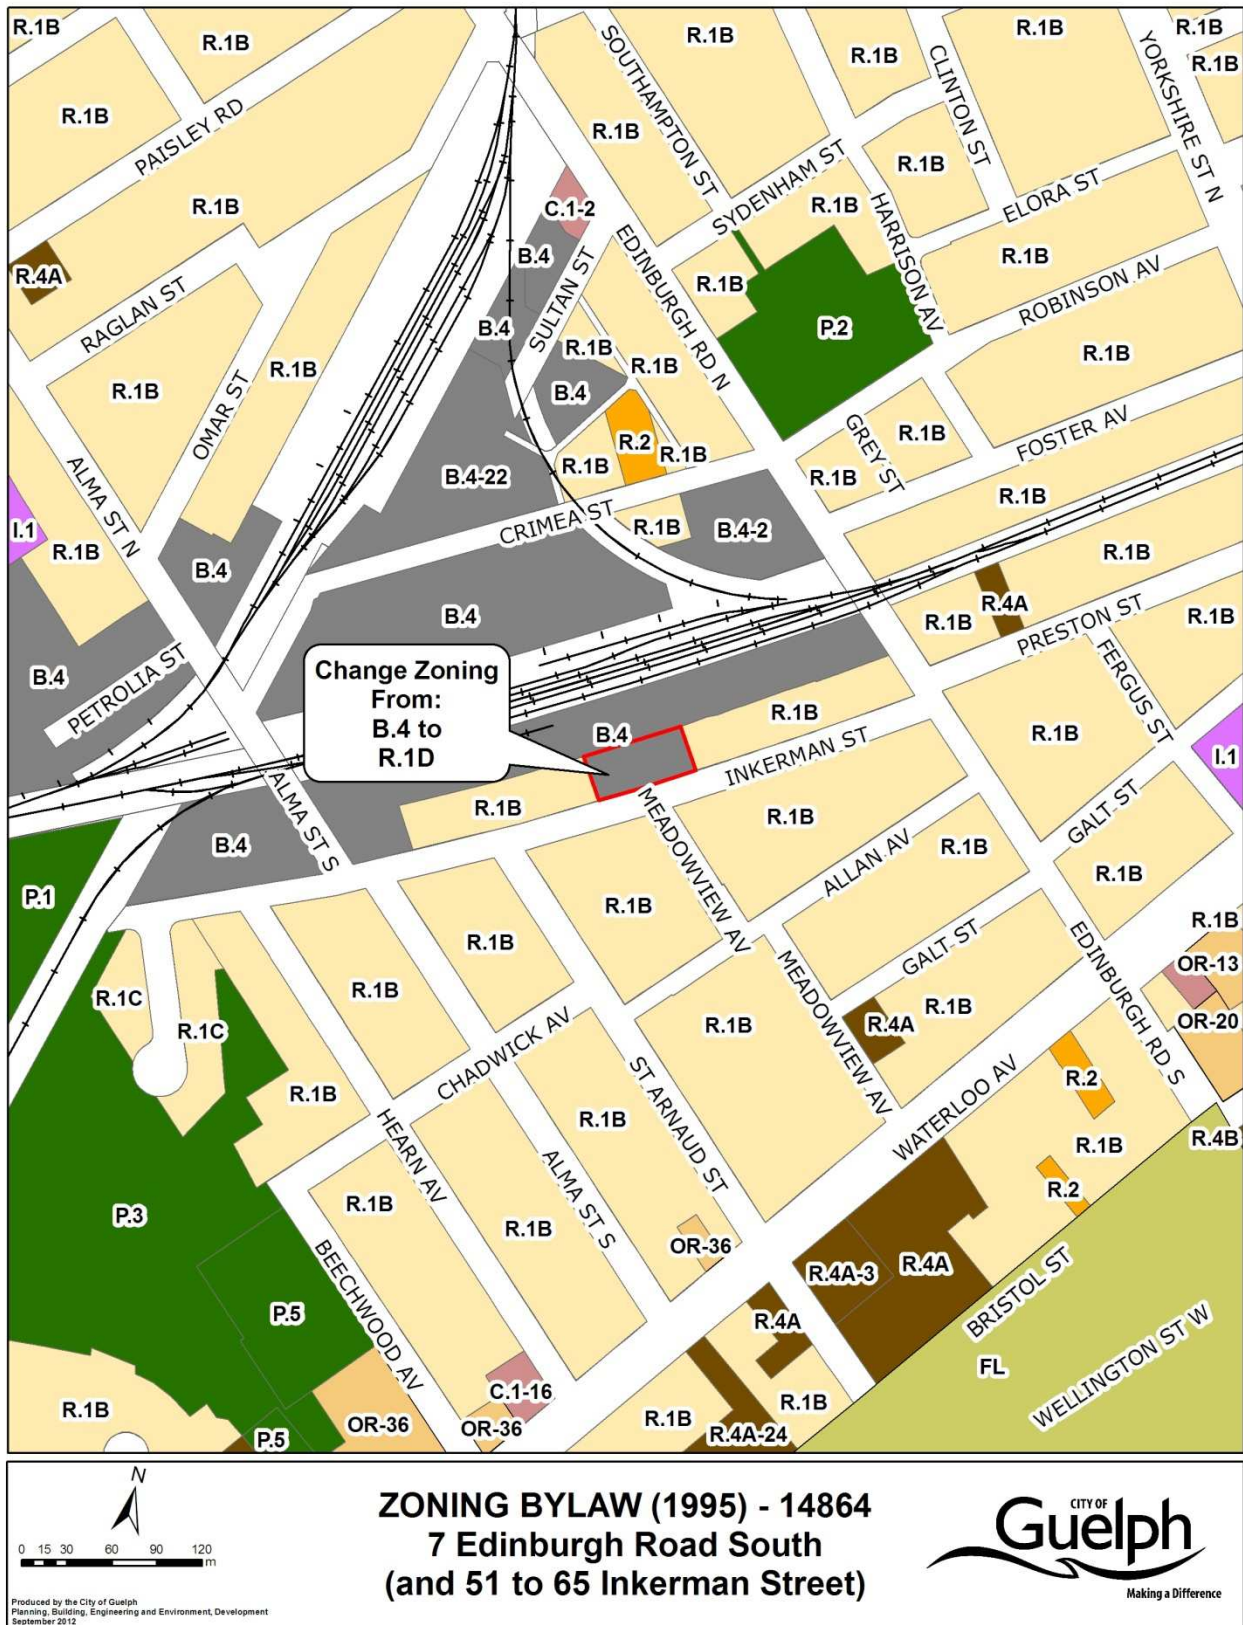 R.1B
R.1B
R.1B
R.1B
R.1B
R.1B
R.1B
SOUTHAMPTON ST
CLINTON ST
YORKSHIRE ST N
R.1B
PAISLEY RD
R.1B
R.1B
SYDENHAM ST
ELORA ST
R.1B
C.1-2
R.1B
HARRISON AV
EDINBURGH RD N
R.4A
B.4
R.1B
R.1B
RAGLAN ST
SULTAN ST
ROBINSON AV
B.4
P.2
R.1B
R.1B
R.1B
R.1B
R.1B
OMAR ST
B.4
GREY ST
R.1B
FOSTER AV
R.2
R.1B
R.1B
B.4-22
R.1B
ALMA ST N
CRIMEA ST
R.1B
I.1
R.1B
R.1B
B.4-2
R.1B
B.4
B.4
R.1B
R.4A
PRESTON ST
R.1B
FERGUS ST
B.4
PETROLIA ST
Change Zoning
From:
B.4 to
R.1D
R.1B
B.4
INKERMAN ST
R.1B
I.1
R.1B
MEADOWVIEW AV
R.1B
GALT ST
ALMA ST S
B.4
ALLAN AV
R.1B
R.1B
P.1
R.1B
R.1B
R.1B
EDINBURGH RD S
GALT ST
MEADOWVIEW AV
OR-13
R.1C
R.1B
R.1B
R.1C
R.1B
R.4A
OR-20
CHADWICK AV
ST ARNAUD ST
WATERLOO AV
R.2
R.1B
R.1B
HEARN AV
R.1B
R.4B
ALMA ST S
R.2
R.1B
P.3
R.1B
OR-36
R.4A-3
R.4A
BEECHWOOD AV
BRISTOL ST
P.5
R.4A
FL
WELLINGTON ST W
C.1-16
R.1B
R.1B
R.1B
OR-36
OR-36
R.4A-24
P.5
N
0 15 30 60 90 120
m
ZONING BYLAW (1995) - 14864
7 Edinburgh Road South
(and 51 to 65 Inkerman Street)
CITY OF
Guelph
Making a Difference
Produced by the City of Guelph
Planning, Building, Engineering and Environment, Development
September 2012